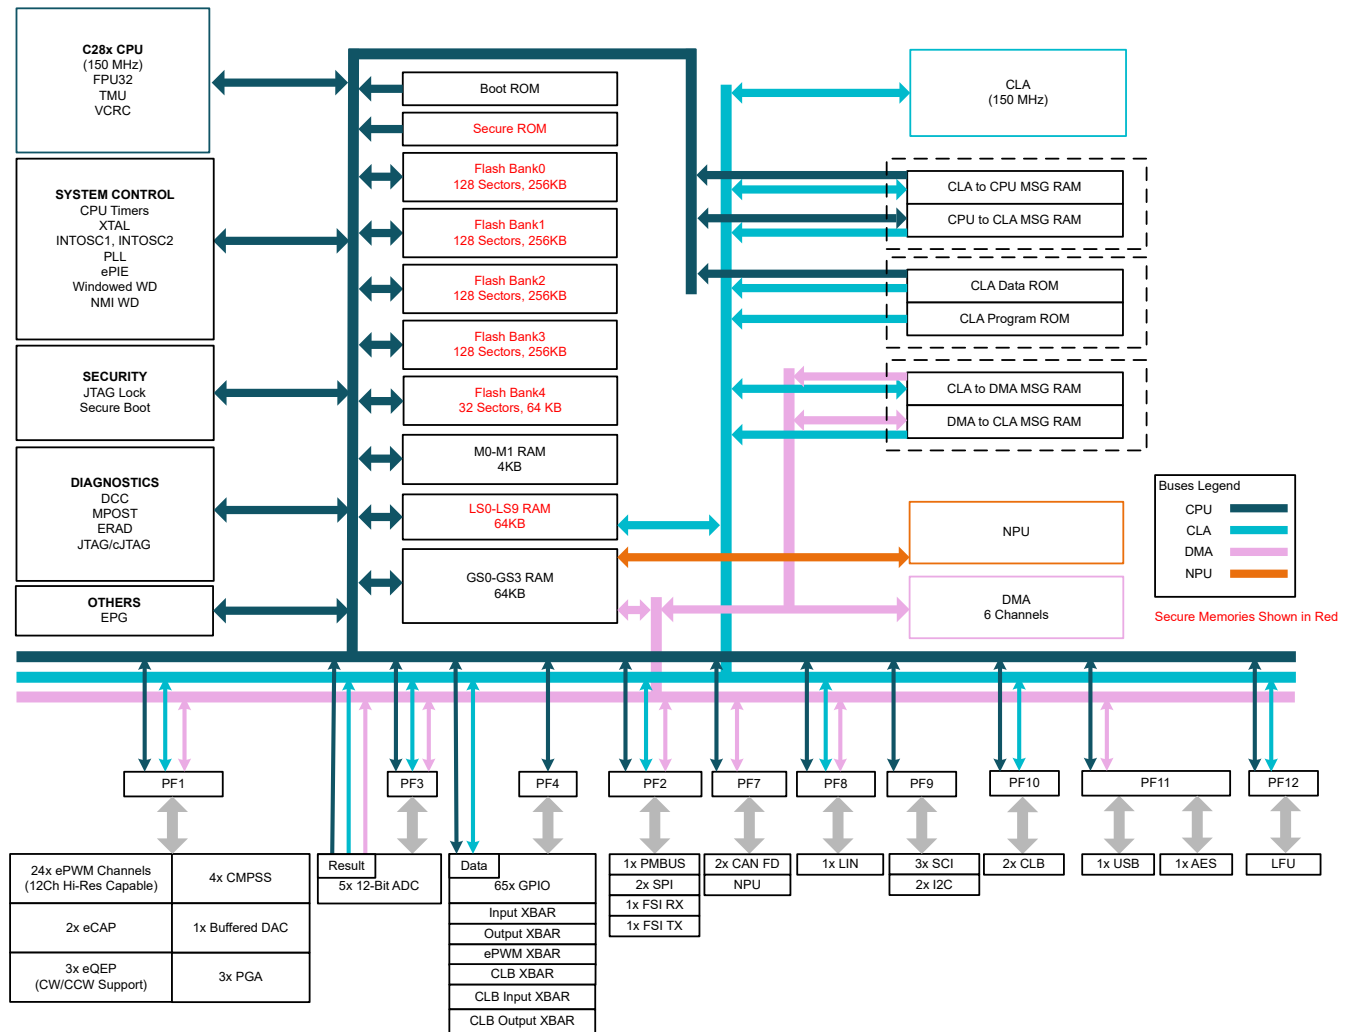 C28x CPU
(150 MHz)
FPU32
TMU
VCRC
SYSTEM CONTROL
CPU Timers
XTAL
INTOSC1, INTOSC2
PLL
ePIE
Windowed WD
NMI WD
SECURITY
JTAG Lock
Secure Boot
DIAGNOSTICS
DCC
MPOST
ERAD
JTAG/cJTAG
OTHERS
EPG
Boot ROM
Secure ROM
Flash Bank0
128 Sectors, 256KB
Flash Bank1
128 Sectors, 256KB
Flash Bank2
128 Sectors, 256KB
Flash Bank3
128 Sectors, 256KB
Flash Bank4
32 Sectors, 64 KB
M0-M1 RAM
4KB
LS0-LS9 RAM
64KB
GS0-GS3 RAM
64KB
CLA
(150 MHz)
CLA to CPU MSG RAM
CPU to CLA MSG RAM
CLA Data ROM
CLA Program ROM
CLA to DMA MSG RAM
DMA to CLA MSG RAM
NPU
DMA
6 Channels
Buses Legend
CPU
CLA
DMA
NPU
Secure Memories Shown in Red
PF1
PF3
PF4
PF2
PF7
PF8
PF9
PF10
PF11
PF12
24x ePWM Channels
(12Ch Hi-Res Capable)
4x CMPSS
2x eCAP
1x Buffered DAC
3x eQEP
(CW/CCW Support)
3x PGA
Result
5x 12-Bit ADC
Data
65x GPIO
Input XBAR
Output XBAR
ePWM XBAR
CLB XBAR
CLB Input XBAR
CLB Output XBAR
1x PMBUS
2x SPI
1x FSI RX
1x FSI TX
2x CAN FD
NPU
1x LIN
3x SCI
2x I2C
2x CLB
1x USB
1x AES
LFU